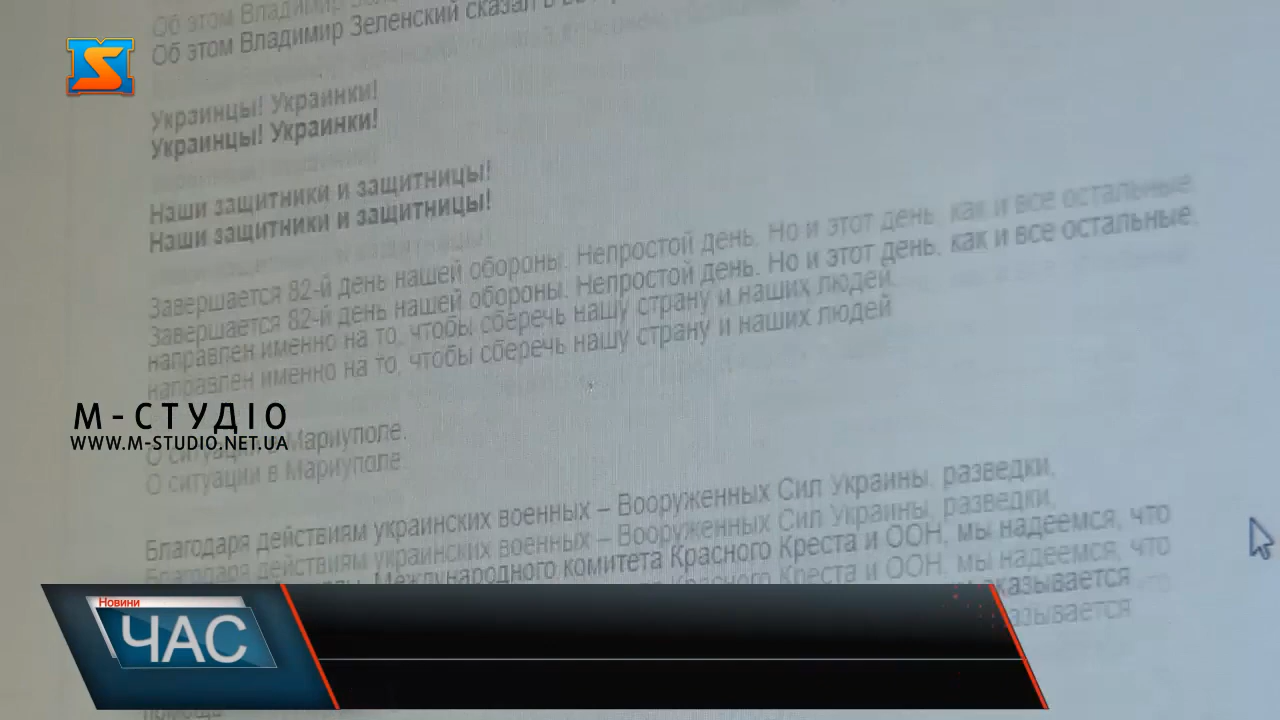 Об этом Владимир Зеленский сказал в
Украинцы! Украинки!
Украинцы! Украинки!
Наши защитники и защитницы!
Наши защитники и защитницы!
Завершается 82-й день нашей обороны. Непростой день. Но и этот день, как и все остальные,
Завершается 82-й день нашей обороны. Непростой день. Но и этот день, как и все остальные,
направлен именно на то, чтобы сберечь нашу страну и наших людей.
направлен именно на то, чтобы сберечь нашу страну и наших людей
М-СТУДІО
WWW.M-STUDIO.NET.UA
Мариуполе.
О ситуации в Мариуполе.
Благодаря действиям украинских военных – Вооруженных Сил Украины, разведки,
Благодаря действиям украинских военных – Вооруженных Сил Украины, разведки,
Международного комитета Красного Креста и ООН, мы надеемся, что
Красного Креста и ООН, мы надеемся, что
Новини
ЧАС